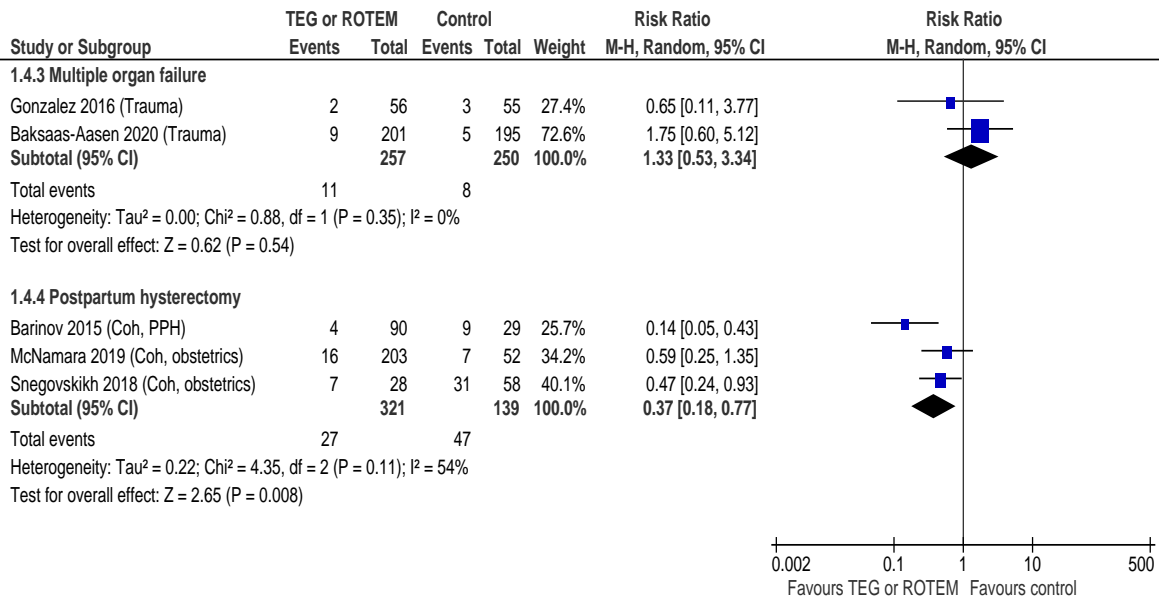 TEG or ROTEM Control Risk Ratio Risk Ratio
Study or Subgroup Events Total Events Total Weight M-H, Random, 95% CI M-H, Random, 95% CI
1.4.3 Multiple organ failure
Gonzalez 2016 (Trauma) 2 56 3 55 27.4% 0.65 [0.11, 3.77]
Baksaas-Aasen 2020 (Trauma) 9 201 5 195 72.6% 1.75 [0.60, 5.12]
Subtotal (95% CI) 257 250 100.0% 1.33 [0.53, 3.34]
Total events 11 8
Heterogeneity: Tau² = 0.00; Chi² = 0.88, df = 1 (P = 0.35); I² = 0%
Test for overall effect: Z = 0.62 (P = 0.54)
1.4.4 Postpartum hysterectomy
Barinov 2015 (Coh, PPH) 4 90 9 29 25.7% 0.14 [0.05, 0.43]
McNamara 2019 (Coh, obstetrics) 16 203 7 52 34.2% 0.59 [0.25, 1.35]
Snegovskikh 2018 (Coh, obstetrics) 7 28 31 58 40.1% 0.47 [0.24, 0.93]
Subtotal (95% CI) 321 139 100.0% 0.37 [0.18, 0.77]
Total events 27 47
Heterogeneity: Tau² = 0.22; Chi² = 4.35, df = 2 (P = 0.11); I² = 54%
Test for overall effect: Z = 2.65 (P = 0.008)
0.002 0.1 1 10 500
Favours TEG or ROTEM Favours control